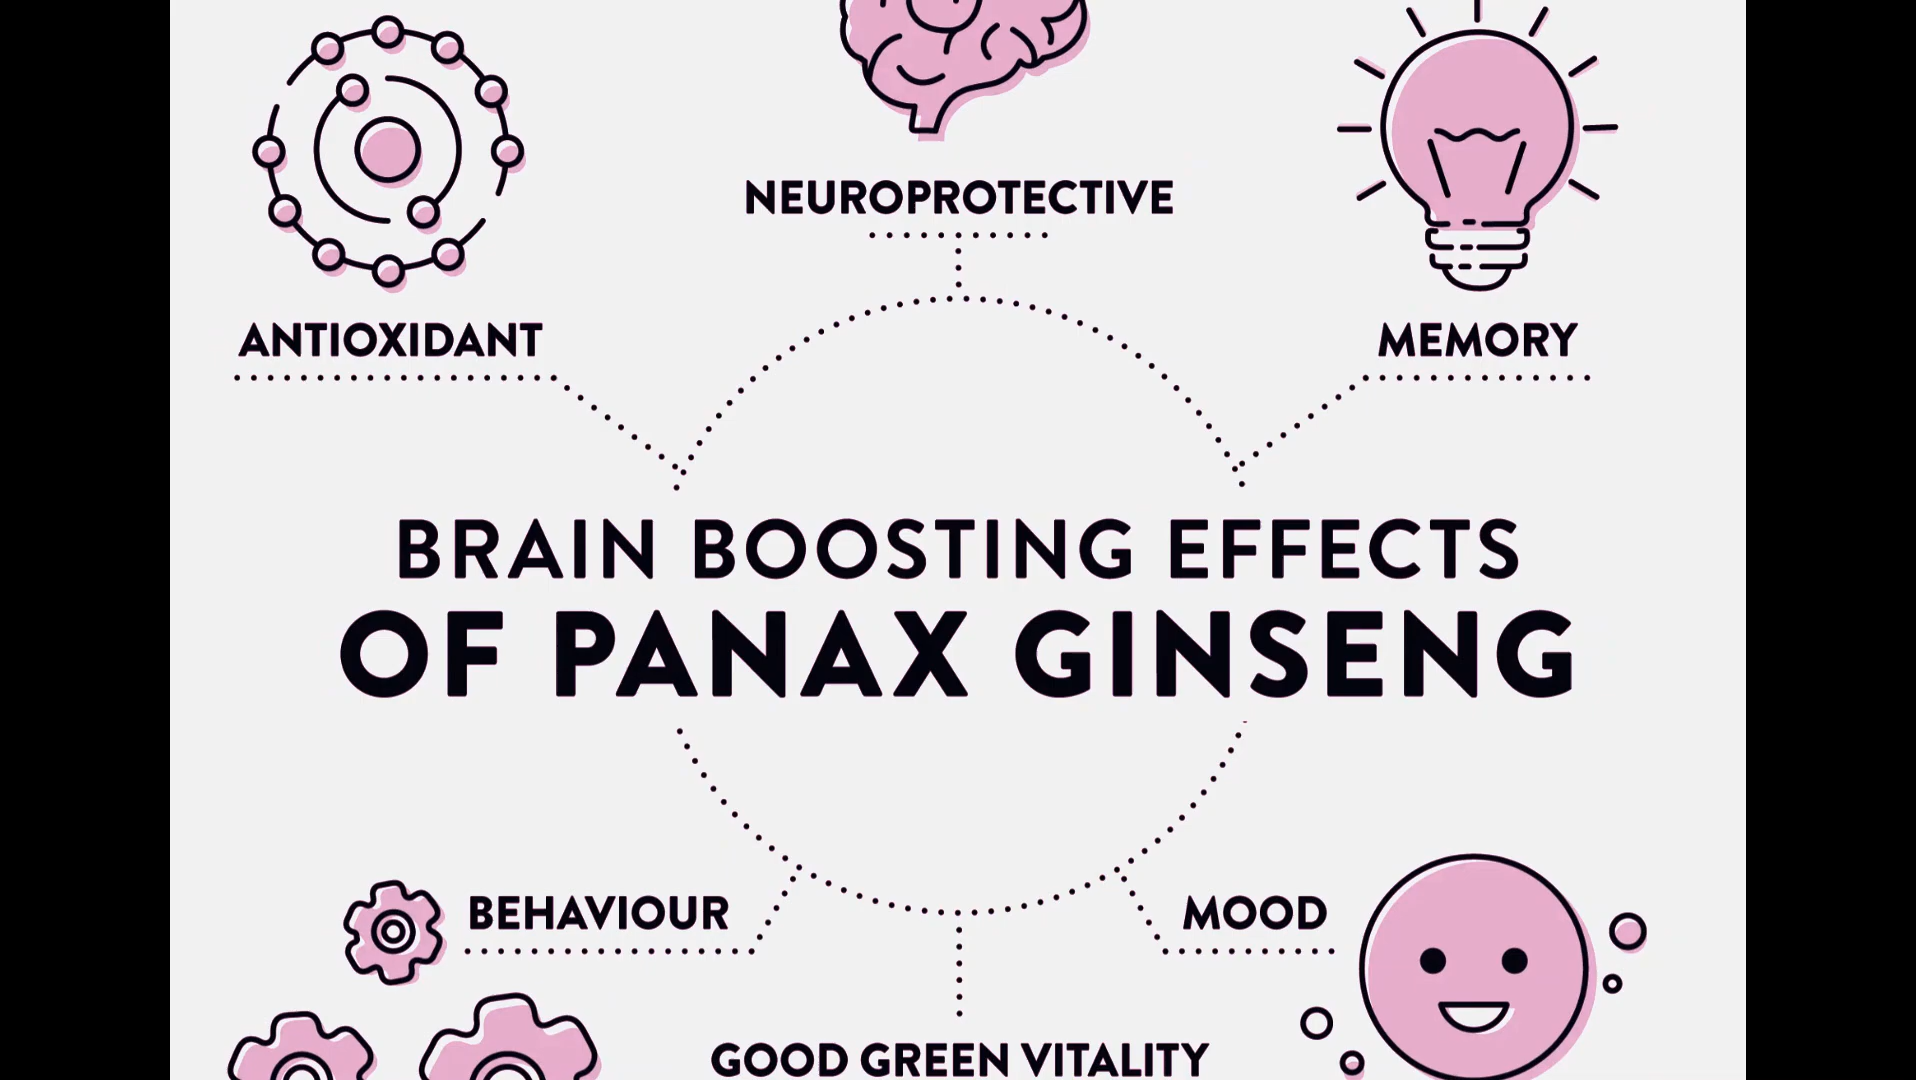 NEUROPROTECTIVE
ANTIOXIDANT
MEMORY
BRAIN BOOSTING EFFECTS
OF PANAX GINSENG
BEHAVIOUR
MOOD
GOOD GREEN VITALITY